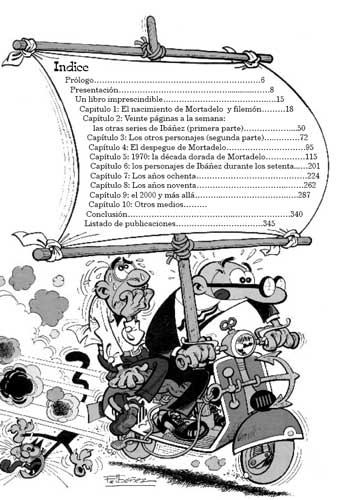 Indice
Prólogo..................................................................6
Presentación............................................................8
Un libro imprescindible.............................................15
Capítulo 1: El nacimiento de Mortadelo y filemón.........18
Capítulo 2: Veinte páginas a la semana:
las otras series de Ibáñez (primera parte)....................50
Capítulo 3: Los otros personajes (segunda parte)..............72
Capítulo 4: El despegue de Mortadelo............................95
Capítulo 5: 1970: la década dorada de Mortadelo..............115
Capítulo 6: los personajes de Ibáñez durante los setenta.....201
Capítulo 7: Los años ochenta........................................224
Capítulo 8: Los años noventa.......................................262
Capítulo 9: el 2000 y más allá.....................................287
Capítulo 10: Otros medios.........
Conclusión......................................................340
Listado de publicaciones..............................345